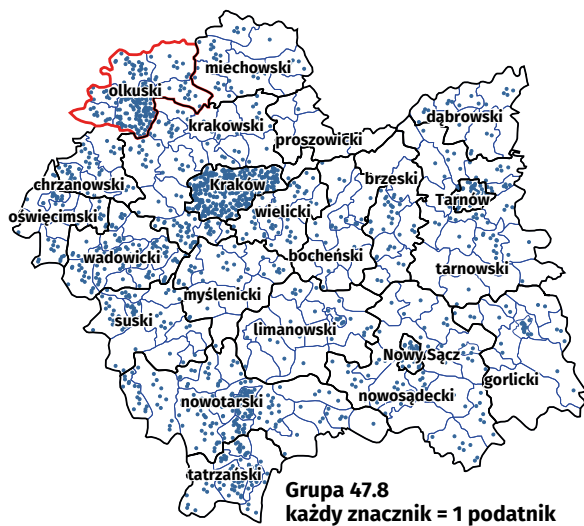 miechowski
olkuski
dąbrowski
krakowski
proszowicki
chrzanowski
Kraków
brzeski
Tarnów
oświęcimski
wielicki
wadowicki
bocheński
tarnowski
myślenicki
suski
limanowski
Nowy Sącz
gorlicki
nowotarski
nowosądecki
tatrzański
Grupa 47.8
każdy znacznik = 1 podatnik